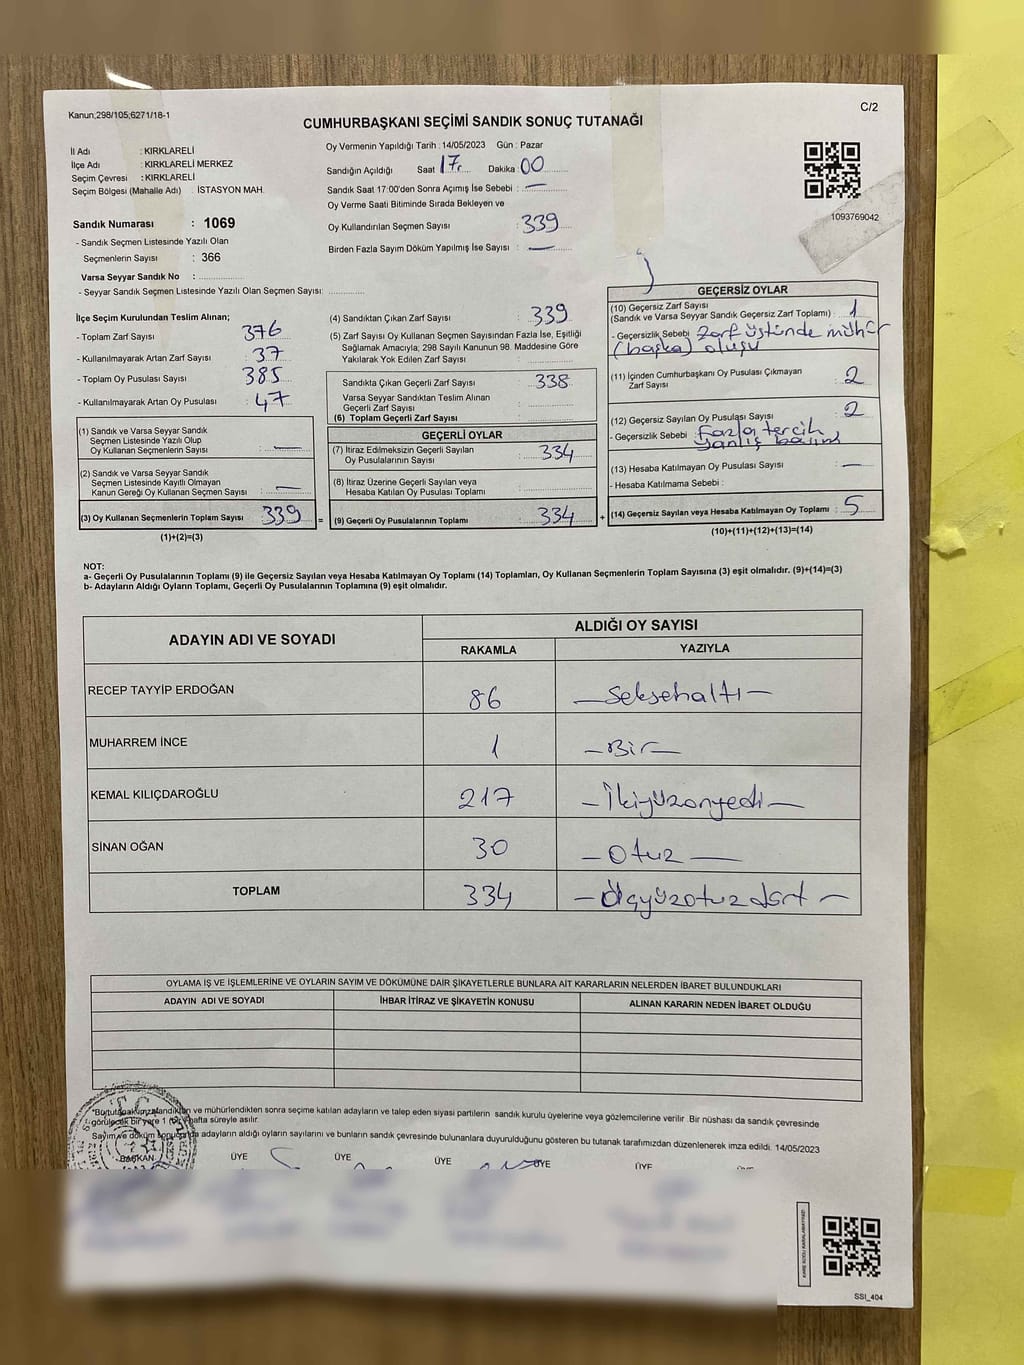 Kanun;298/105;6271/18-1
C/2
CUMHURBAŞKANI SEÇİMİ SANDIK SONUÇ TUTANAĞI
İl Adı : KIRKLARELİ
İlçe Adı : KIRKLARELİ MERKEZ
Seçim Çevresi : KIRKLARELİ
Seçim Bölgesi (Mahalle Adı) : İSTASYON MAH.
Sandık Numarası : 1069
- Sandık Seçmen Listesinde Yazılı Olan
Seçmenlerin Sayısı : 366
Varsa Seyyar Sandık No :
- Seyyar Sandık Seçmen Listesinde Yazılı Olan Seçmen Sayısı:
Oy Vermenin Yapıldığı Tarih :14/05/2023 Gün : Pazar
Sandığın Açıldığı Saat 17. Dakika 00
Sandık Saat 17:00'den Sonra Açımış İse Sebebi : —
Oy Verme Saati Bitiminde Sırada Bekleyen ve
Oy Kullandırılan Seçmen Sayısı : 339
Birden Fazla Sayım Döküm Yapılmış İse Sayısı : —
1093769042
İlçe Seçim Kurulundan Teslim Alınan;
- Toplam Zarf Sayısı : 376
- Kullanılmayarak Artan Zarf Sayısı : 37
- Toplam Oy Pusulası Sayısı : 385
- Kullanılmayarak Artan Oy Pusulası : 47
(1) Sandık ve Varsa Seyyar Sandık
Seçmen Listesinde Yazılı Olup
Oy Kullanan Seçmenlerin Sayısı : —
(2) Sandık ve Varsa Seyyar Sandık
Seçmen Listesinde Kayıtlı Olmayan
Kanun Gereği Oy Kullanan Seçmen Sayısı : —
(3) Oy Kullanan Seçmenlerin Toplam Sayısı : 339 =
(1)+(2)=(3)
(4) Sandıktan Çıkan Zarf Sayısı : 339
(5) Zarf Sayısı Oy Kullanan Seçmen Sayısından Fazla İse, Eşitliği
Sağlamak Amacıyla; 298 Sayılı Kanunun 98. Maddesine Göre
Yakılarak Yok Edilen Zarf Sayısı :
Sandıkta Çıkan Geçerli Zarf Sayısı : 338
Varsa Seyyar Sandıktan Teslim Alınan
Geçerli Zarf Sayısı :
(6) Toplam Geçerli Zarf Sayısı :
GEÇERLİ OYLAR
(7) İtiraz Edilmeksizin Geçerli Sayılan
Oy Pusulalarının Sayısı : 334
(8) İtiraz Üzerine Geçerli Sayılan veya
Hesaba Katılan Oy Pusulası Toplamı :
(9) Geçerli Oy Pusulalarının Toplamı : 334 +
GEÇERSİZ OYLAR
(10) Geçersiz Zarf Sayısı
(Sandık ve Varsa Seyyar Sandık Geçersiz Zarf Toplamı) : 1
- Geçersizlik Sebebi : Zarf üstünde mühür
(başka) oluşu
(11) İçinden Cumhurbaşkanı Oy Pusulası Çıkmayan
Zarf Sayısı : 2
(12) Geçersiz Sayılan Oy Pusulası Sayısı : 2
- Geçersizlik Sebebi : Fazla tercih
yanlış basım
(13) Hesaba Katılmayan Oy Pusulası Sayısı : —
- Hesaba Katılmama Sebebi :
(14) Geçersiz Sayılan veya Hesaba Katılmayan Oy Toplamı : 5
(10)+(11)+(12)+(13)=(14)
NOT:
a- Geçerli Oy Pusulalarının Toplamı (9) ile Geçersiz Sayılan veya Hesaba Katılmayan Oy Toplamı (14) Toplamları, Oy Kullanan Seçmenlerin Toplam Sayısına (3) eşit olmalıdır. (9)+(14)=(3)
b- Adayların Aldığı Oyların Toplamı, Geçerli Oy Pusulalarının Toplamına (9) eşit olmalıdır.
ADAYIN ADI VE SOYADI ALDIĞI OY SAYISI
RAKAMLA YAZIYLA
RECEP TAYYİP ERDOĞAN 86 —Seksenaltı—
MUHARREM İNCE 1 —Bir—
KEMAL KILIÇDAROĞLU 217 —İkiyüzonyedi—
SİNAN OĞAN 30 —Otuz—
TOPLAM 334 —Üçyüzotuzdört—
OYLAMA İŞ VE İŞLEMLERİNE VE OYLARIN SAYIM VE DÖKÜMÜNE DAİR ŞİKAYETLERLE BUNLARA AİT KARARLARIN NELERDEN İBARET BULUNDUKLARI
ADAYIN ADI VE SOYADI İHBAR İTİRAZ VE ŞİKAYETİN KONUSU ALINAN KARARIN NEDEN İBARET OLDUĞU
ve mühürlendikten sonra seçime katılan adayların ve talep eden siyasi partilerin sandık kurulu üyelerine veya gözlemcilerine verilir .Bir nüshası da sandık çevresinde
görülecek bir yere 1 hafta süreyle asılır.
Sayım ve döküm adayların aldığı oyların sayılarını ve bunların sandık çevresinde bulunanlara duyurulduğunu gösteren bu tutanak tarafımızdan düzenlenerek imza edildi. 14/05/2023
BAŞKAN ÜYE ÜYE ÜYE ÜYE ÜYE
SSI_404